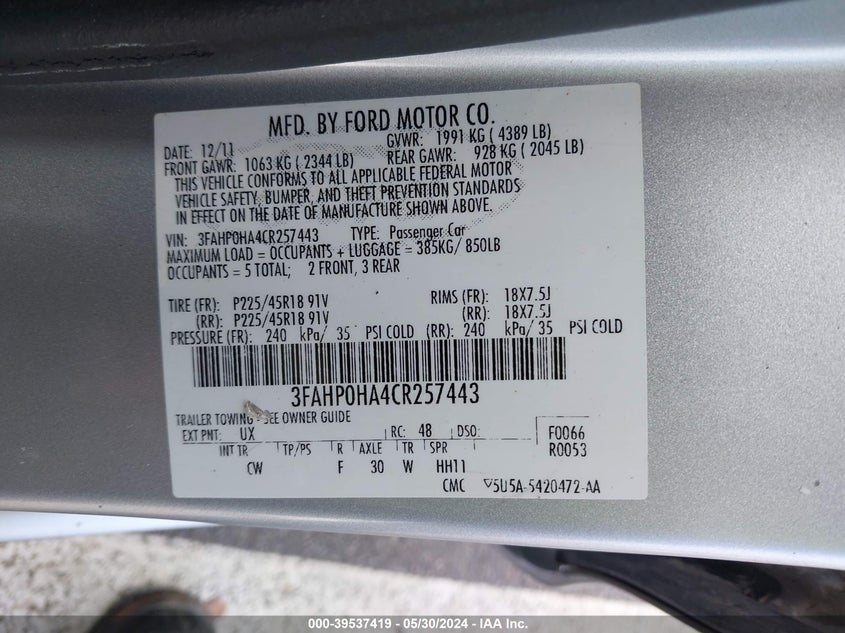 MFD. BY FORD MOTOR CO.
DATE: 12/11 GVWR: 1991 KG ( 4389 LB)
FRONT GAWR: 1063 KG ( 2344 LB) REAR GAWR: 928 KG ( 2045 LB)
THIS VEHICLE CONFORMS TO ALL APPLICABLE FEDERAL MOTOR
VEHICLE SAFETY, BUMPER, AND THEFT PREVENTION STANDARDS
IN EFFECT ON THE DATE OF MANUFACTURE SHOWN ABOVE.
VIN: 3FAHP0HA4CR257443 TYPE: Passenger Car
MAXIMUM LOAD = OCCUPANTS + LUGGAGE = 385KG/ 850LB
OCCUPANTS = 5 TOTAL; 2 FRONT, 3 REAR
TIRE (FR): P225/45R18 91V RIMS (FR): 18X7.5J
(RR): P225/45R18 91V (RR): 18X7.5J
PRESSURE (FR): 240 kPa/ 35 PSI COLD (RR): 240 kPa/ 35 PSI COLD
3FAHP0HA4CR257443
TRAILER TOWING - SEE OWNER GUIDE
EXT PNT: UX RC: 48 DSO: F0066
INT TR TP/PS R AXLE TR SPR R0053
CW F 30 W HH11
CMC 5U5A-5420472-AA
000-39537419 - 05/30/2024 - IAA Inc.